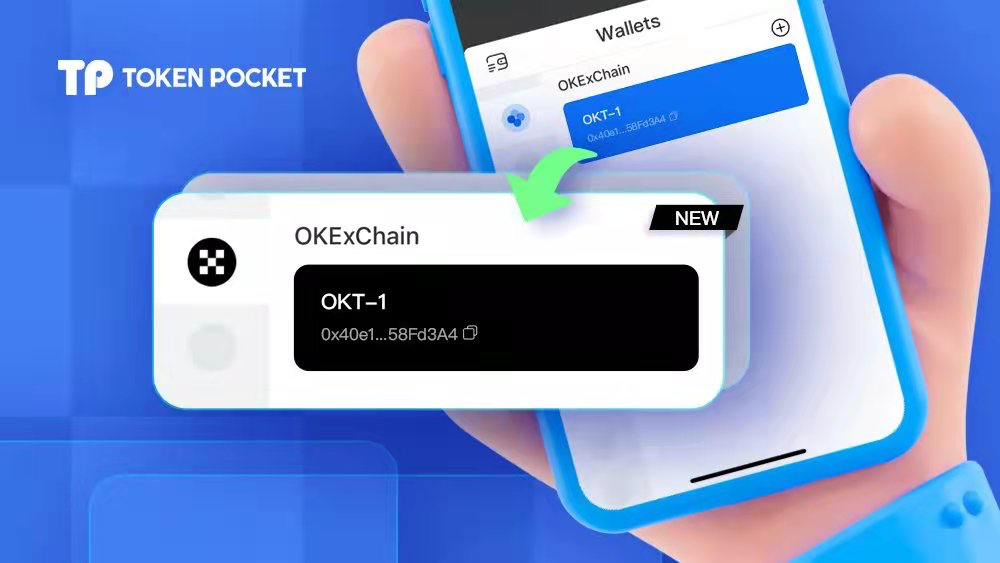 TP TOKEN POCKET
Wallets
OKExChain
OKT-1
0x40e1...58Fd3A4
NEW
OKExChain
OKT-1
0x40e1...58Fd3A4